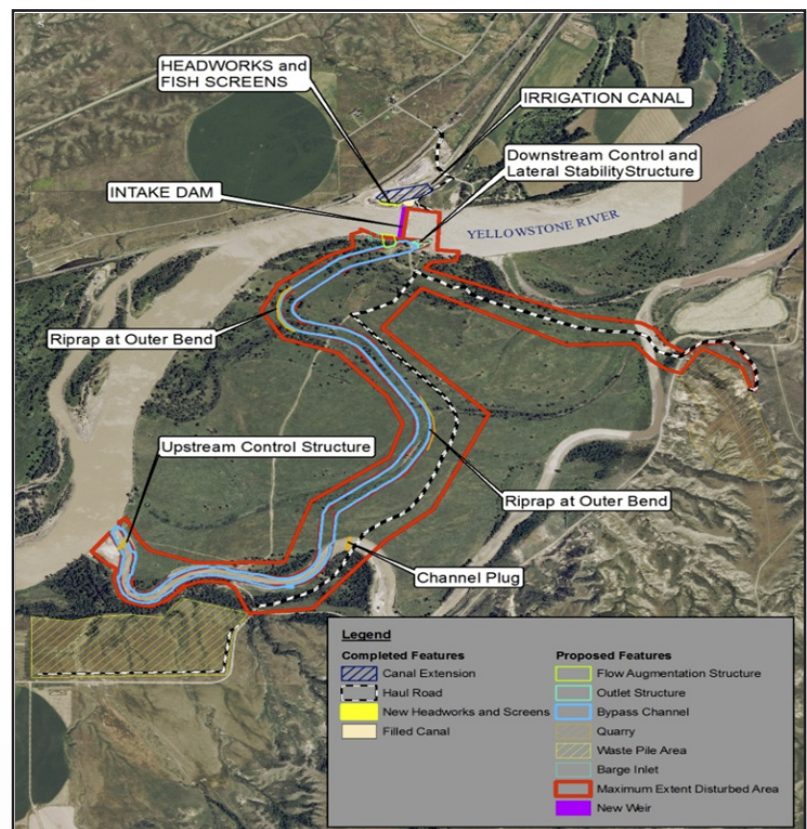 HEADWORKS and
FISH SCREENS
IRRIGATION CANAL
Downstream Control and
Lateral StabilityStructure
INTAKE DAM
YELLOWSTONE RIVER
Riprap at Outer Bend
Upstream Control Structure
Riprap at Outer Bend
Channel Plug
Legend
Completed Features
Canal Extension
Haul Road
New Headworks and Screens
Filled Canal
Proposed Features
Flow Augmentation Structure
Outlet Structure
Bypass Channel
Quarry
Waste Pile Area
Barge Inlet
Maximum Extent Disturbed Area
New Weir